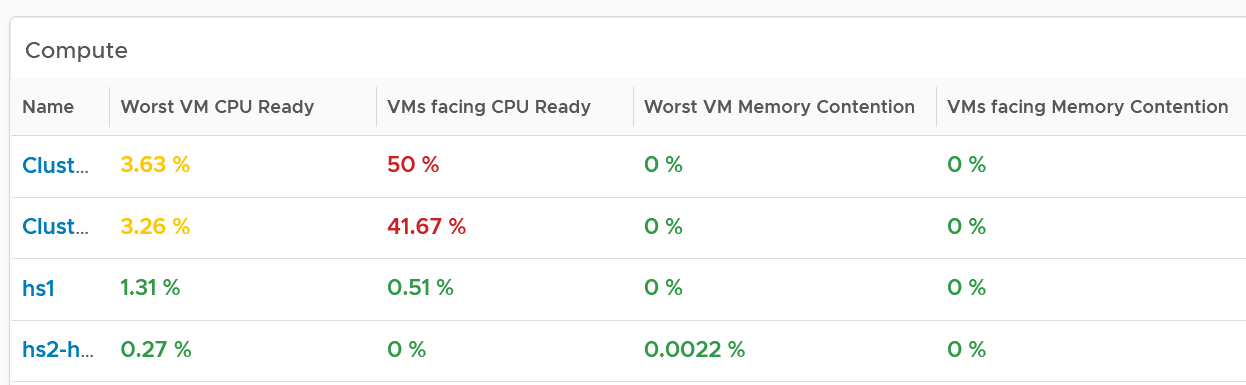 Compute
Name Worst VM CPU Ready VMs facing CPU Ready Worst VM Memory Contention VMs facing Memory Contention
Clust... 3.63 % 50 % 0 % 0 %
Clust... 3.26 % 41.67 % 0 % 0 %
hs1 1.31 % 0.51 % 0 % 0 %
hs2-h... 0.27 % 0 % 0.0022 % 0 %